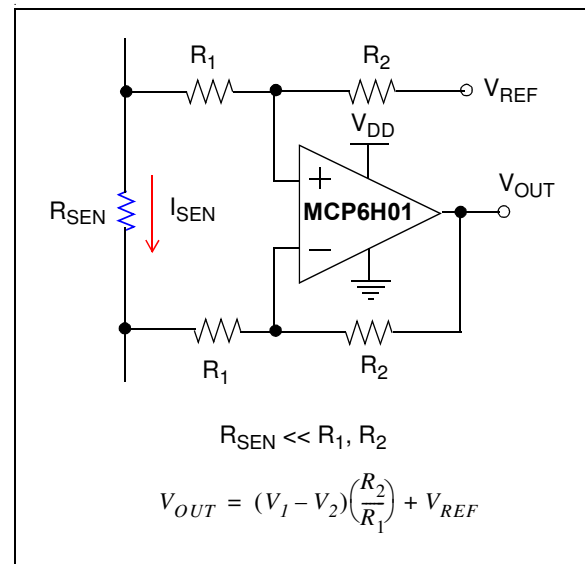 R1
R2
VREF
VDD
+
VOUT
RSEN
ISEN
MCP6H01
−
R1
R2
RSEN << R1, R2
VOUT = (V1 – V2)(R2/R1) + VREF